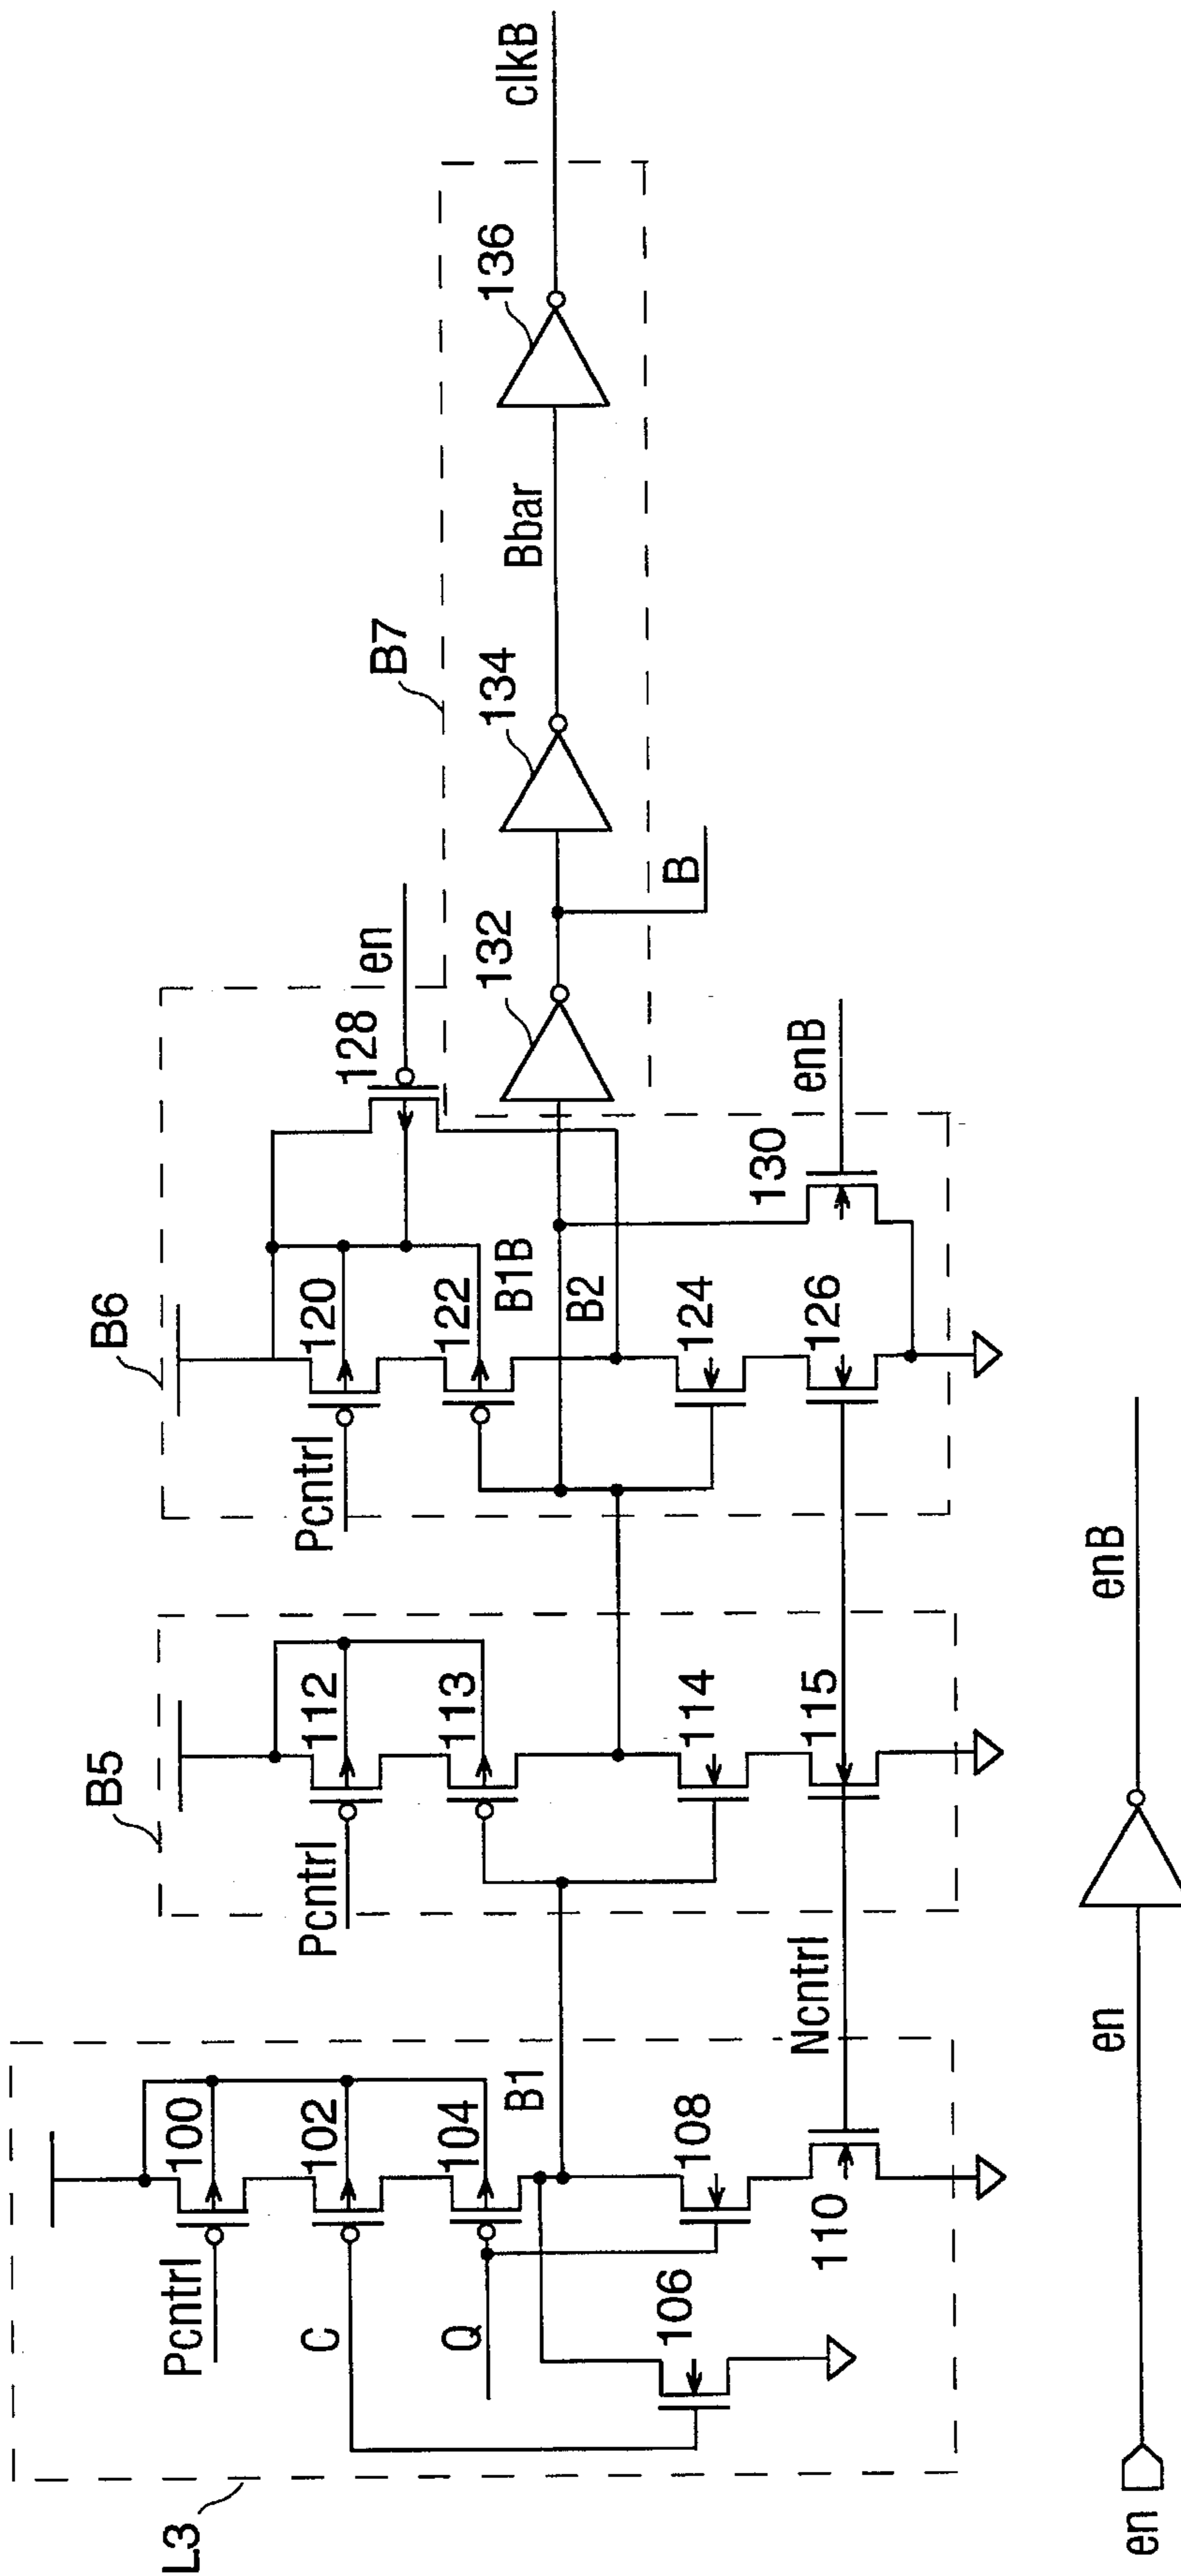 L3
Pcntrl
100
C
102
Q
104
B1
106
108
110
Ncntrl
B5
Pcntrl
112
113
114
115
B6
Pcntrl
120
122
B1B
B2
124
126
128
en
130
enB
B7
132
B
134
Bbar
136
clkB
en
en
enB